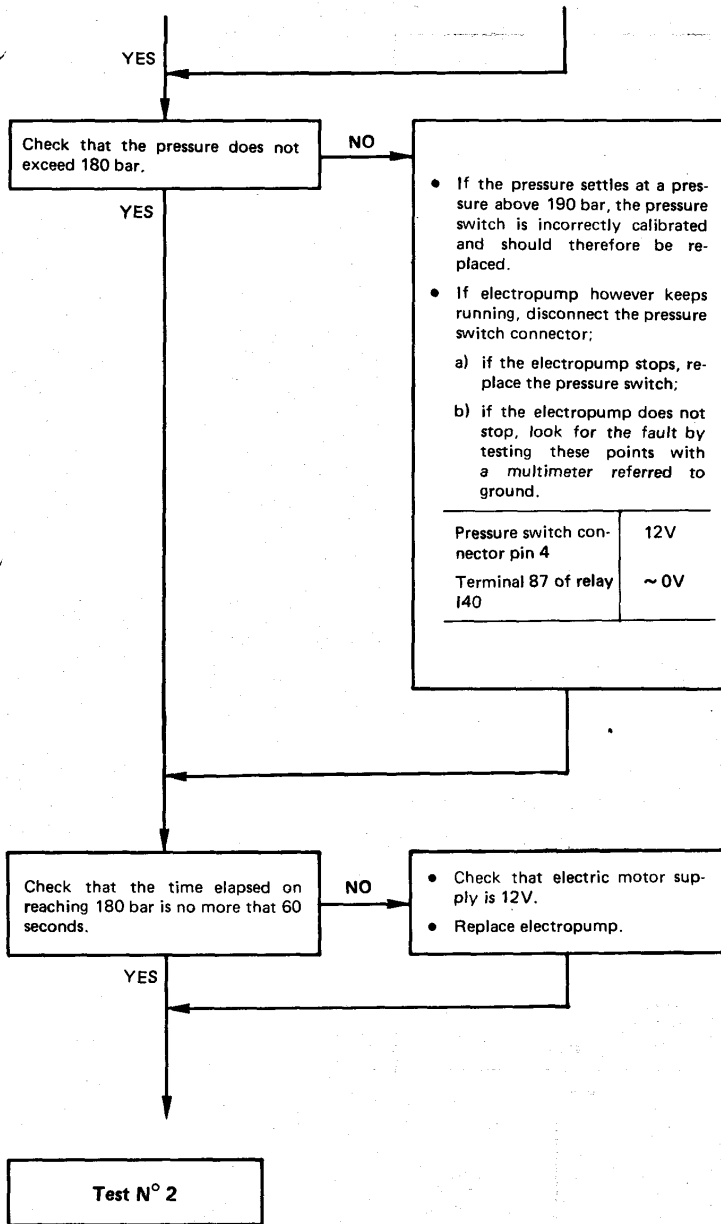 YES
Check that the pressure does not
exceed 180 bar.
NO
YES
• If the pressure settles at a pres-
sure above 190 bar, the pressure
switch is incorrectly calibrated
and should therefore be re-
placed.
• If electropump however keeps
running, disconnect the pressure
switch connector;
a) if the electropump stops, re-
place the pressure switch;
b) if the electropump does not
stop, look for the fault by
testing these points with
a multimeter referred to
ground.
Pressure switch con- 12V
nector pin 4
Terminal 87 of relay ~ 0V
I40
Check that the time elapsed on
reaching 180 bar is no more that 60
seconds.
NO
YES
• Check that electric motor sup-
ply is 12V.
• Replace electropump.
Test N° 2